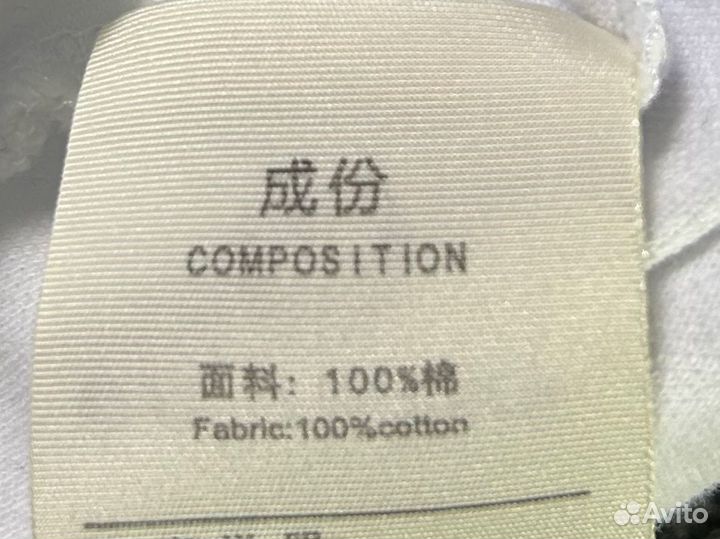 成份
COMPOSITION
面料: 100%棉
Fabric:100%cotton
Avito